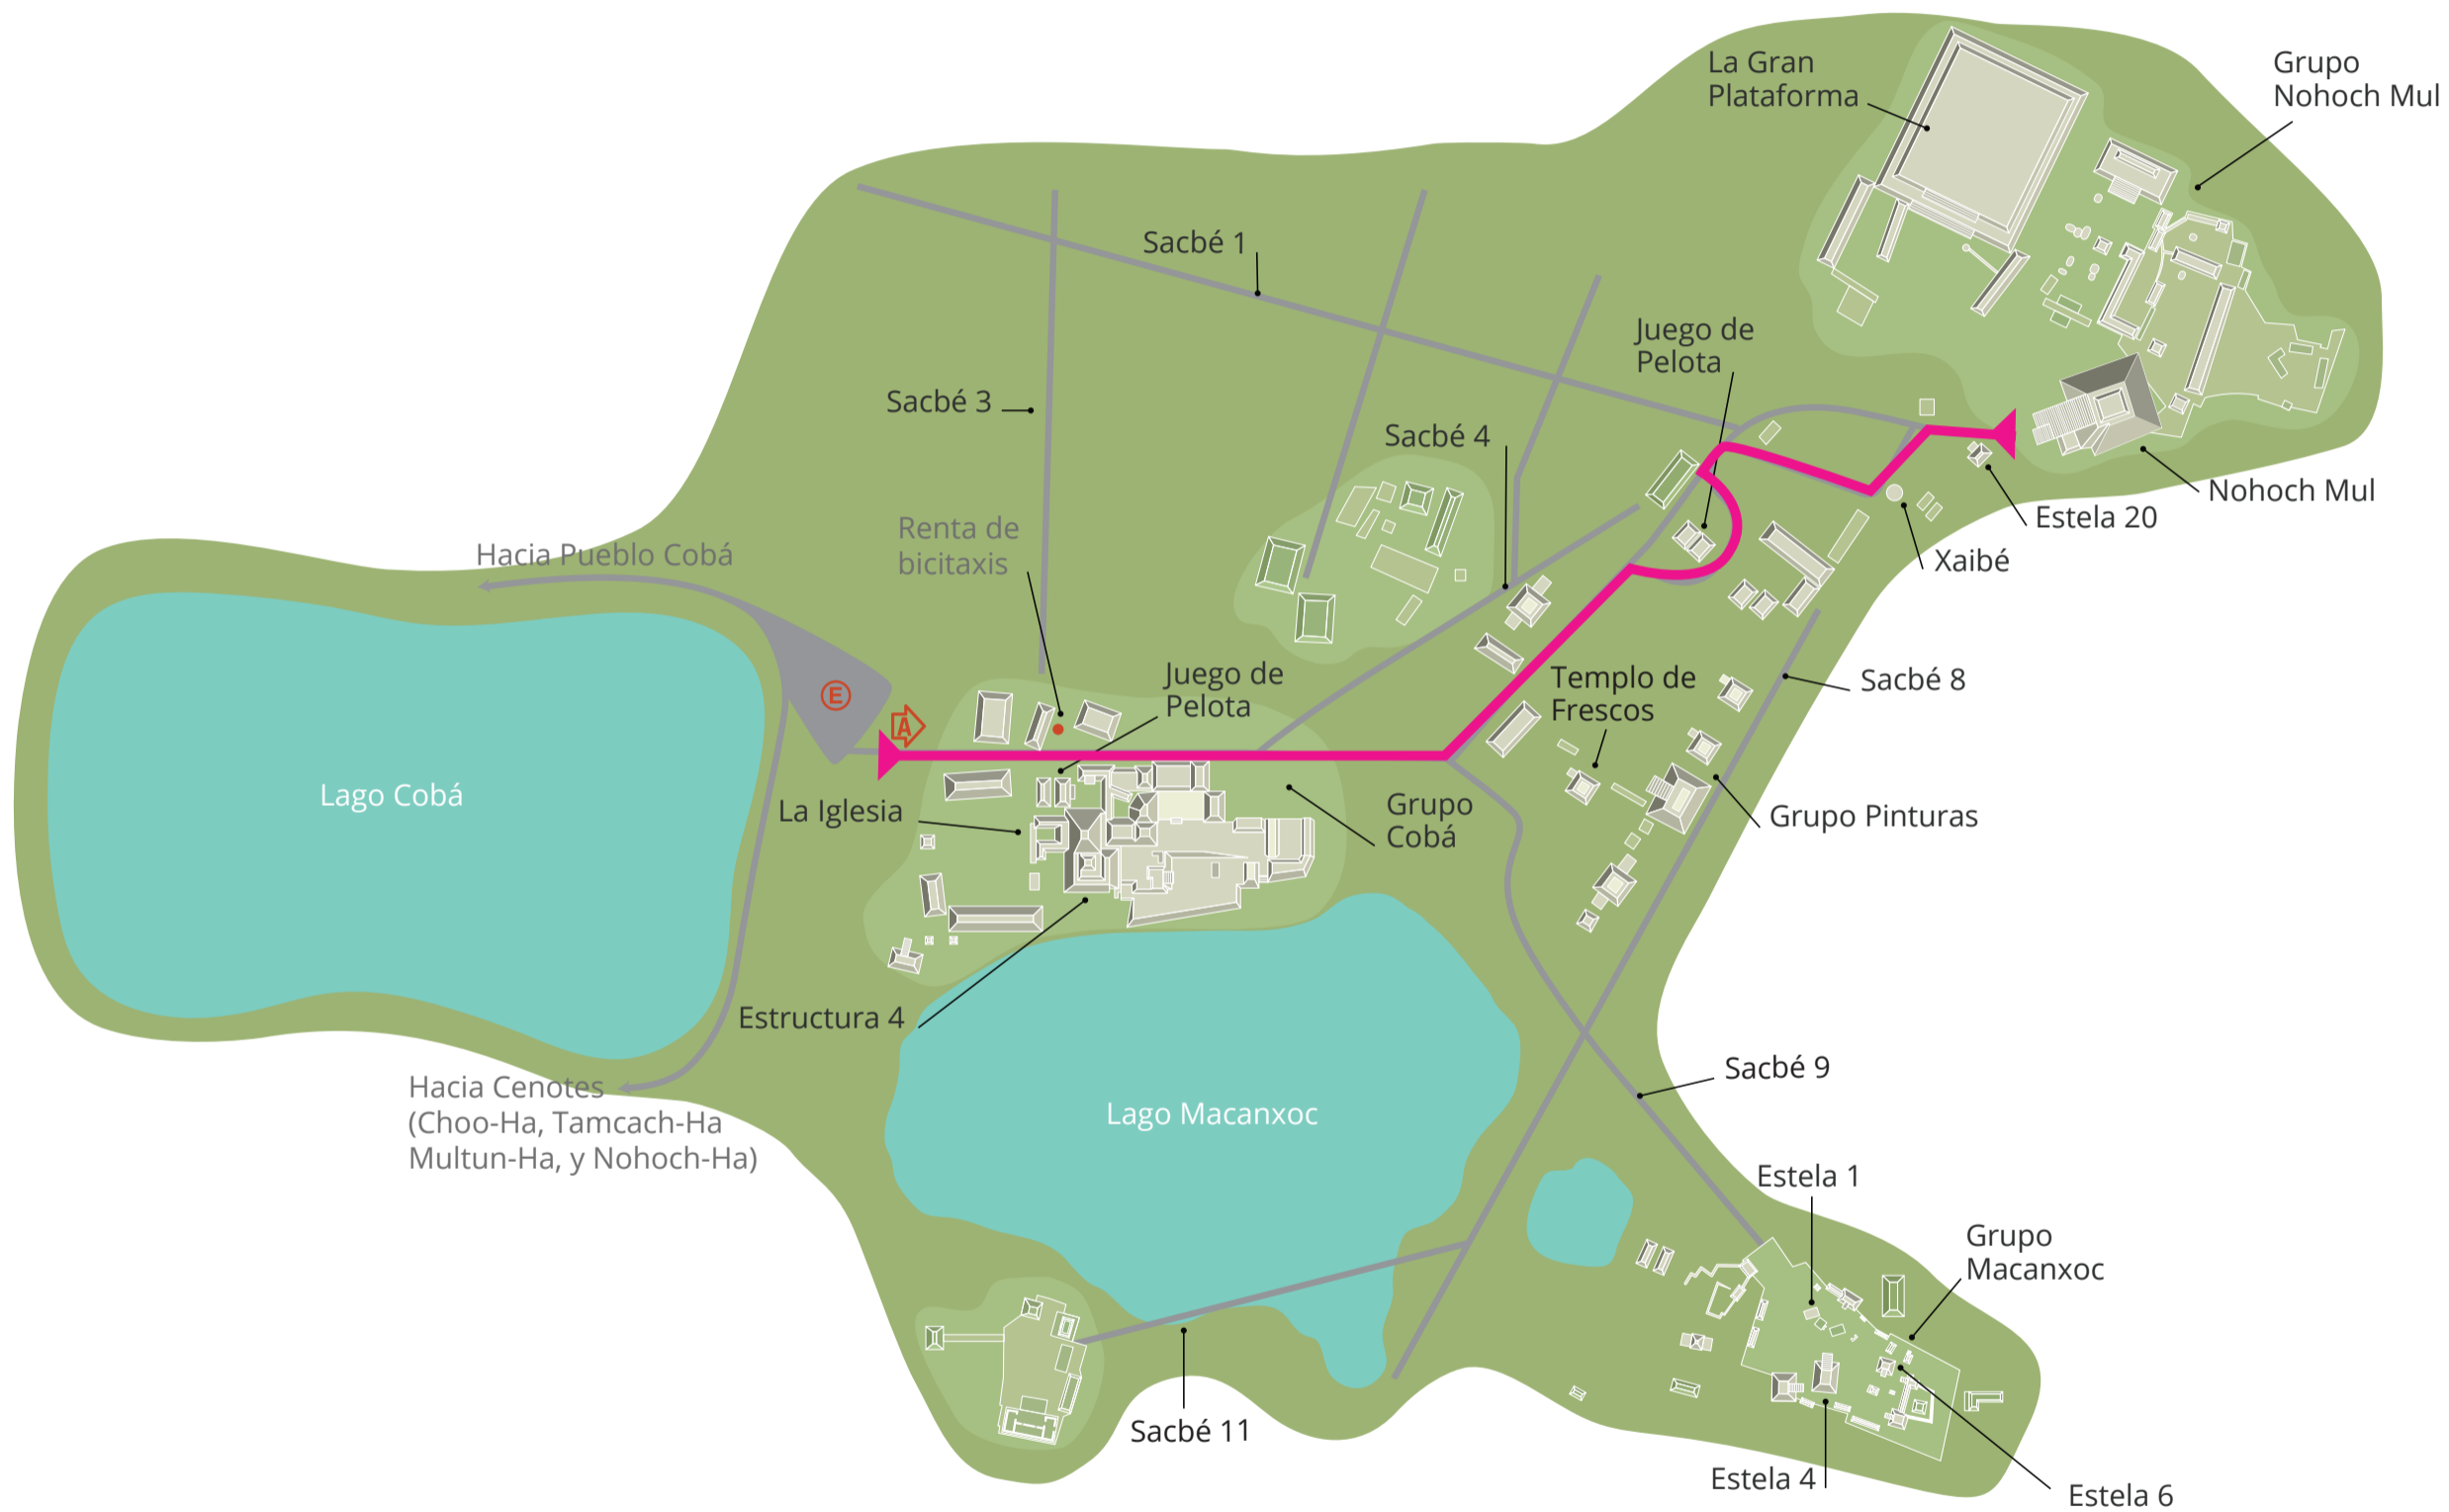 La Gran
Plataforma
Grupo
Nohoch Mul
Sacbé 1
Juego de
Pelota
Sacbé 3
Sacbé 4
Nohoch Mul
Estela 20
Renta de
bicitaxis
Hacia Pueblo Cobá
Xaibé
E
A
Juego de
Pelota
Templo de
Frescos
Sacbé 8
Lago Cobá
La Iglesia
Grupo
Cobá
Grupo Pinturas
Estructura 4
Sacbé 9
Hacia Cenotes
(Choo-Ha, Tamcach-Ha
Multun-Ha, y Nohoch-Ha)
Lago Macanxoc
Estela 1
Grupo
Macanxoc
Sacbé 11
Estela 4
Estela 6